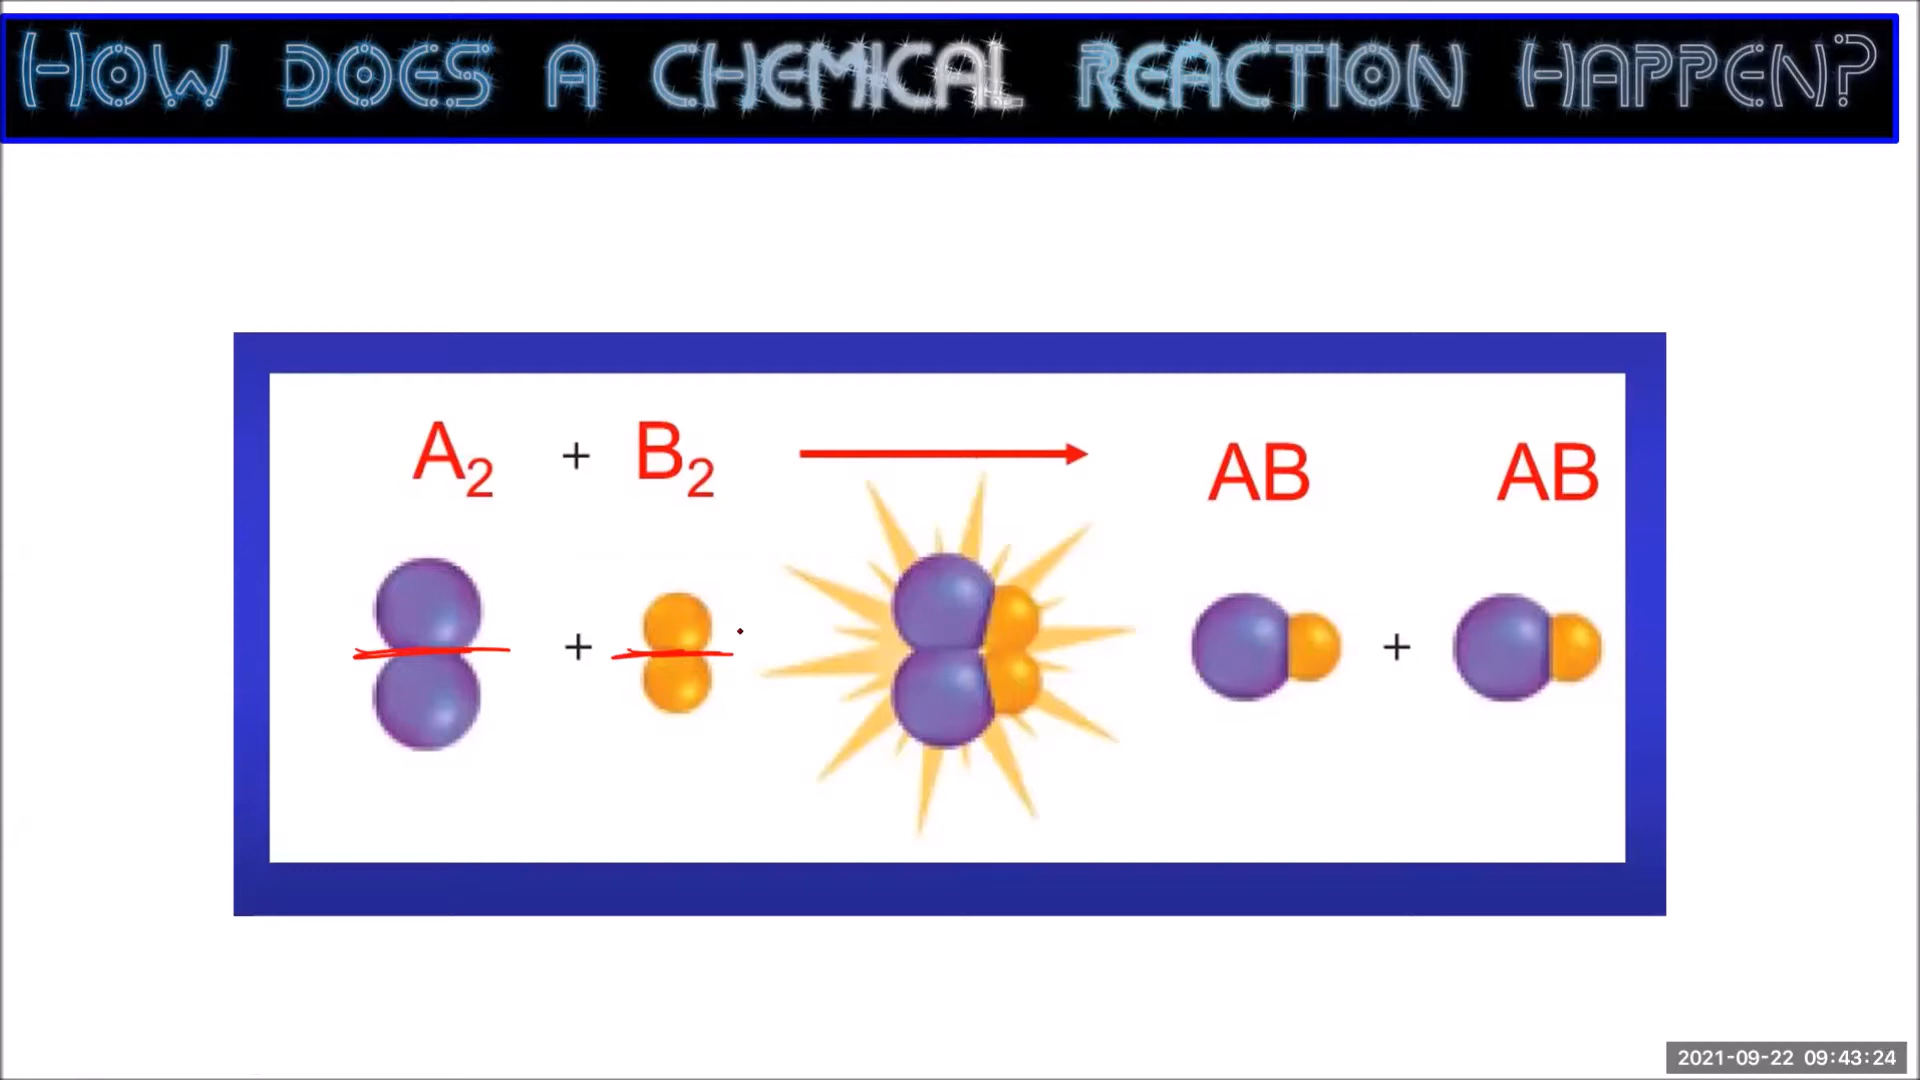 How does a chemical reaction happen?
A₂ + B₂ AB AB
+ +
2021-09-22 09:43:24